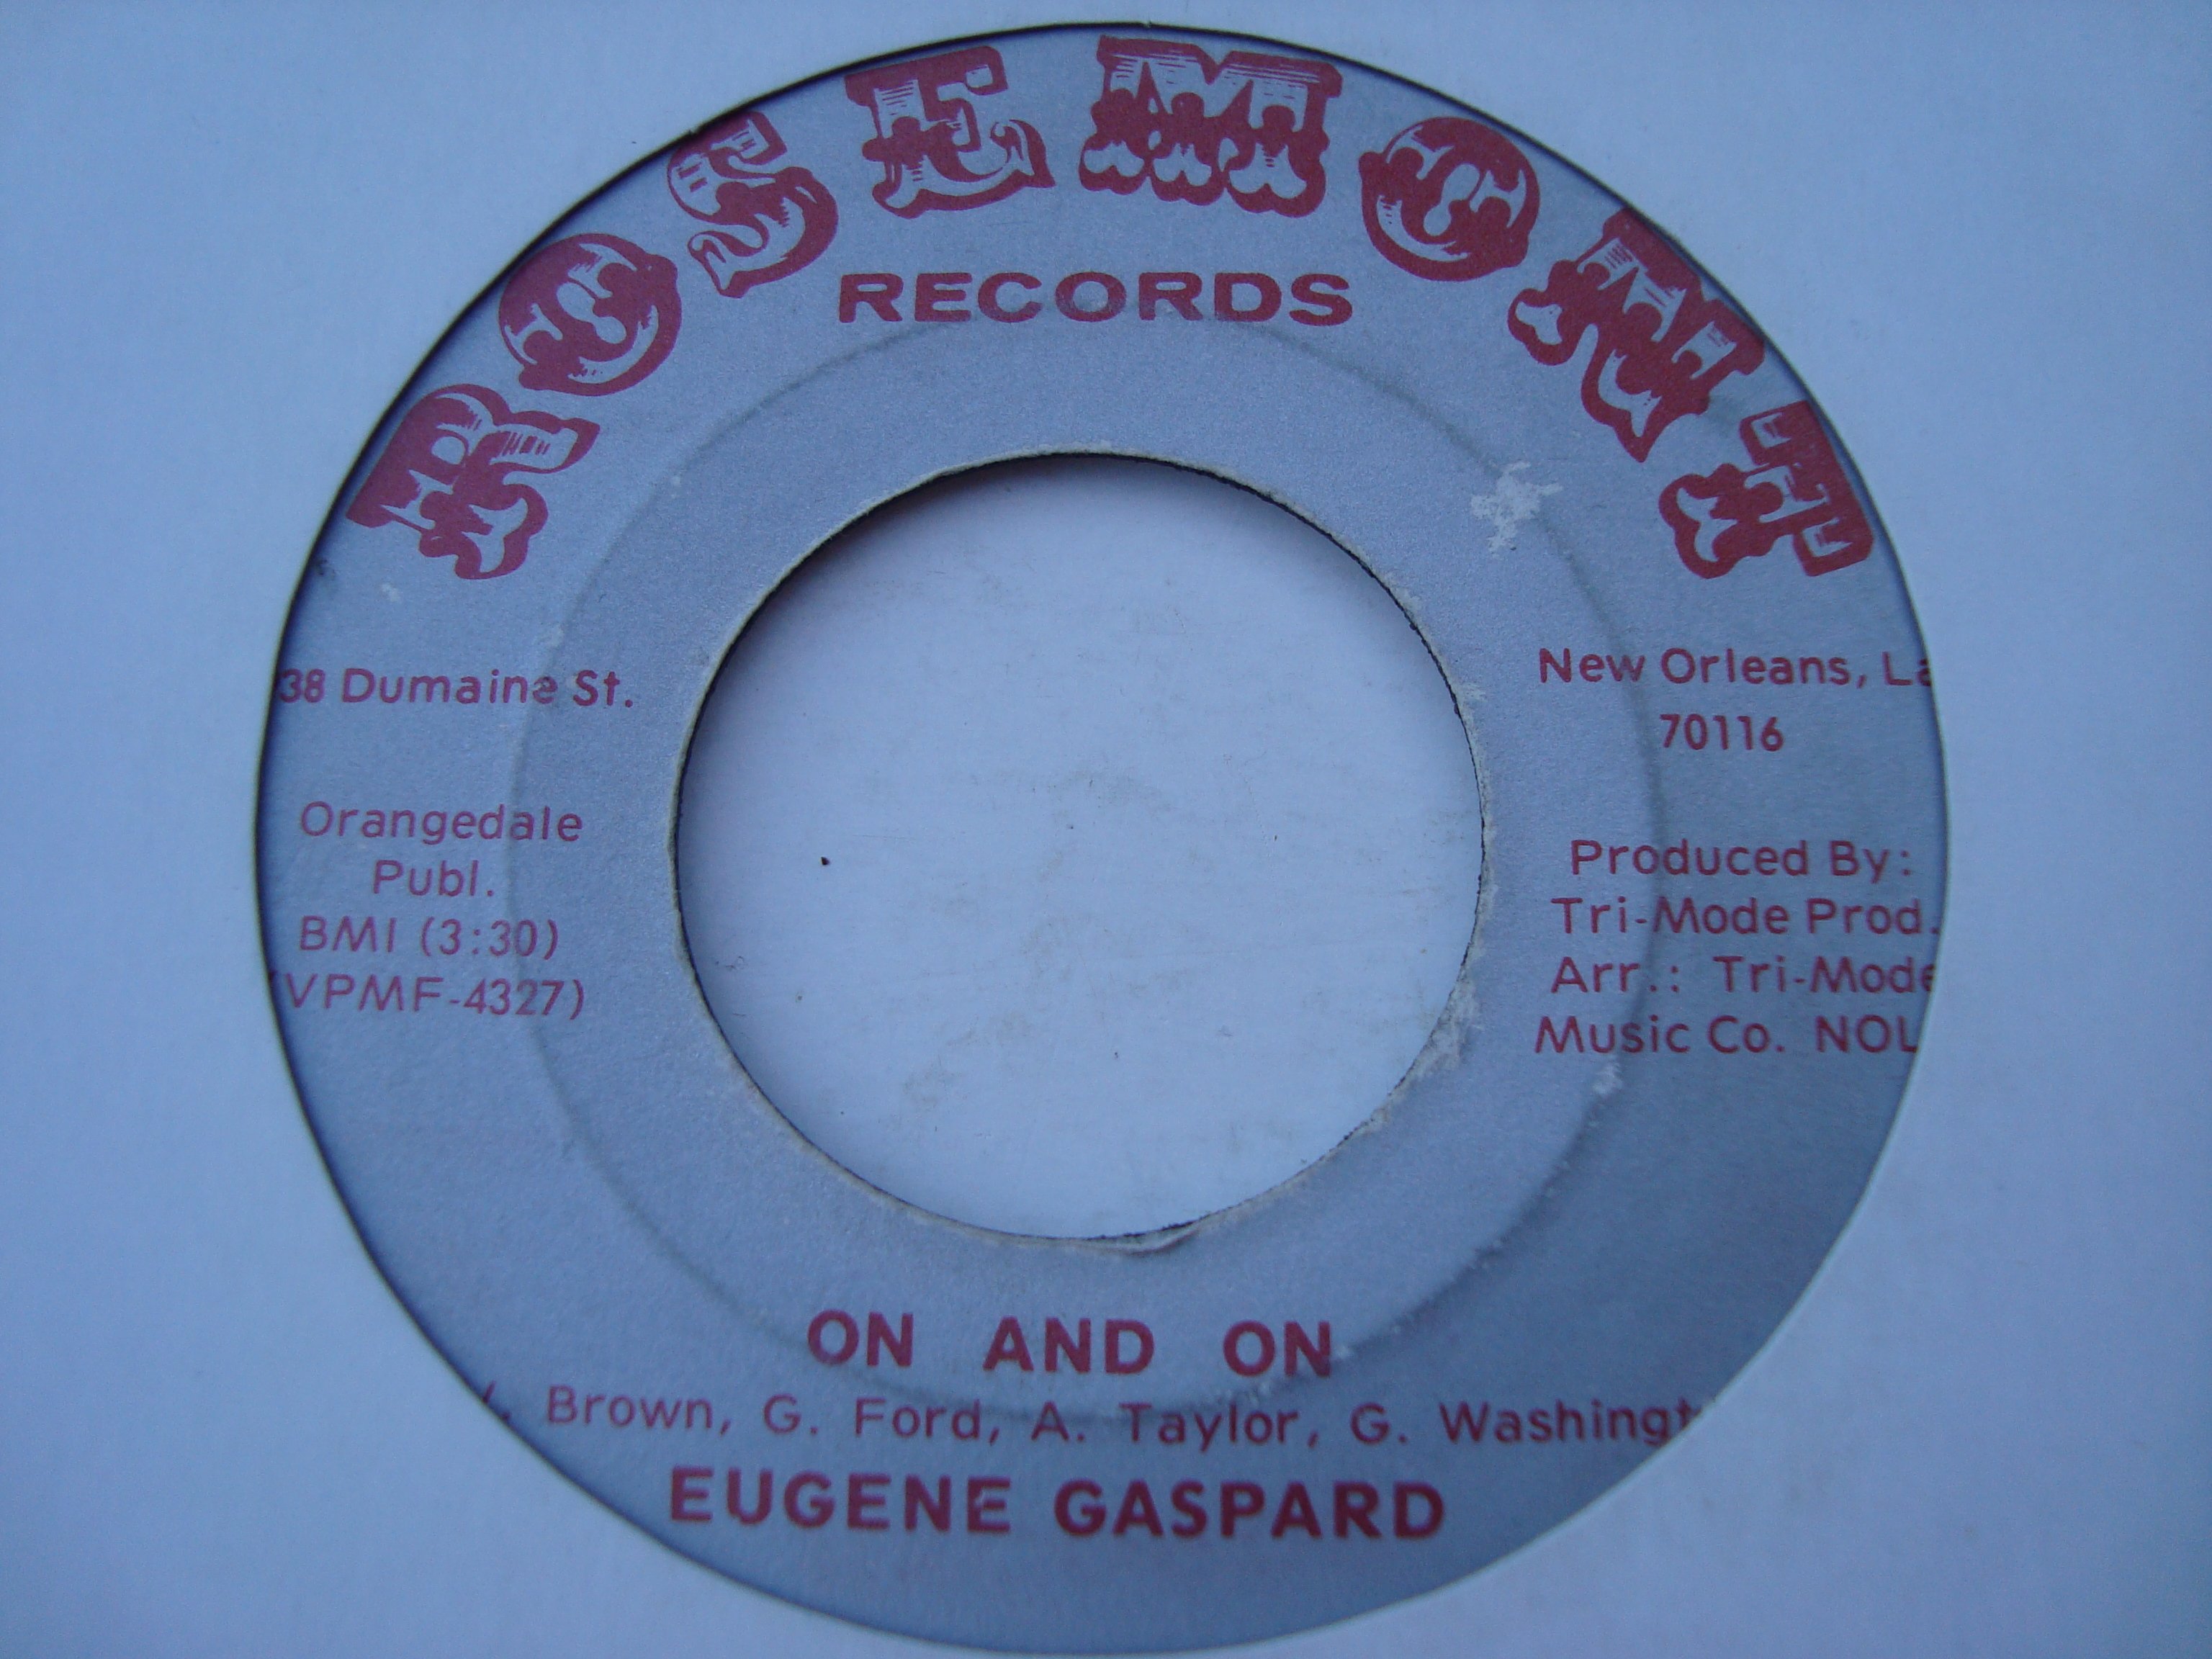 ROSEMONT
RECORDS
38 Dumaine St.
New Orleans, La
70116
Orangedale
Publ.
BMI (3:30)
(VPMF-4327)
Produced By:
Tri-Mode Prod.
Arr.: Tri-Mode
Music Co. NOL
ON AND ON
. Brown, G. Ford, A. Taylor, G. Washingt
EUGENE GASPARD